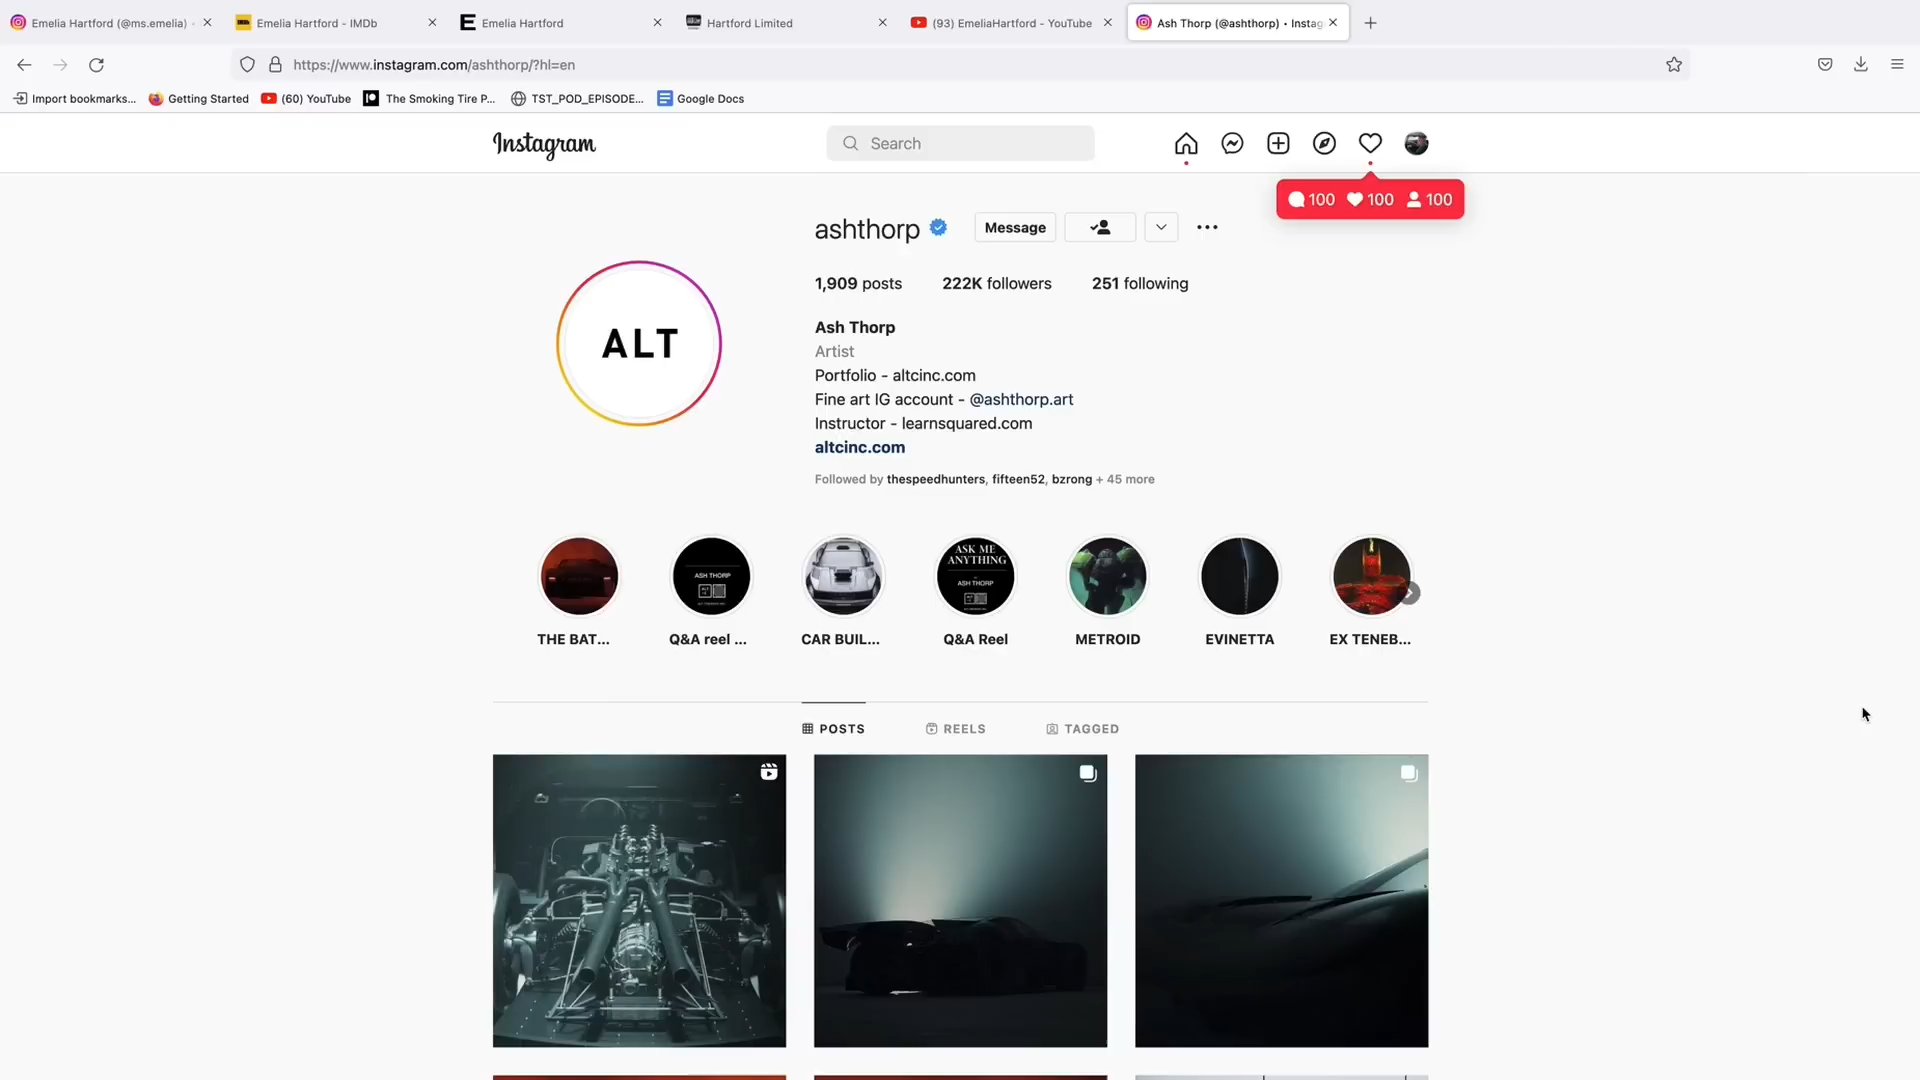 Emelia Hartford (@ms.emelia) ·
Emelia Hartford - IMDb
Emelia Hartford
Hartford Limited
(93) EmeliaHartford - YouTube
Ash Thorp (@ashthorp) • Instag
https://www.instagram.com/ashthorp/?hl=en
Import bookmarks...
Getting Started
(60) YouTube
The Smoking Tire P...
TST_POD_EPISODE...
Google Docs
Instagram
Search
100 100 100
ashthorp
Message
1,909 posts 222K followers 251 following
ALT
Ash Thorp
Artist
Portfolio - altcinc.com
Fine art IG account - @ashthorp.art
Instructor - learnsquared.com
altcinc.com
Followed by thespeedhunters, fifteen52, bzrong + 45 more
ASH THORP
ASK ME
ANYTHING
ASH THORP
THE BAT... Q&A reel ... CAR BUIL... Q&A Reel METROID EVINETTA EX TENEB...
POSTS REELS TAGGED